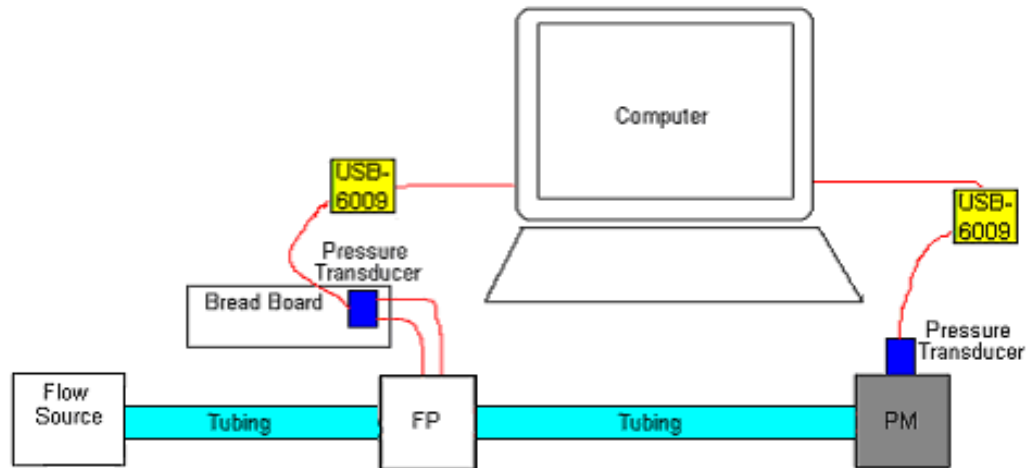 Computer
USB-
6009
USB-
6009
Pressure
Transducer
Bread Board
Pressure
Transducer
Flow
Source
Tubing
FP
Tubing
PM